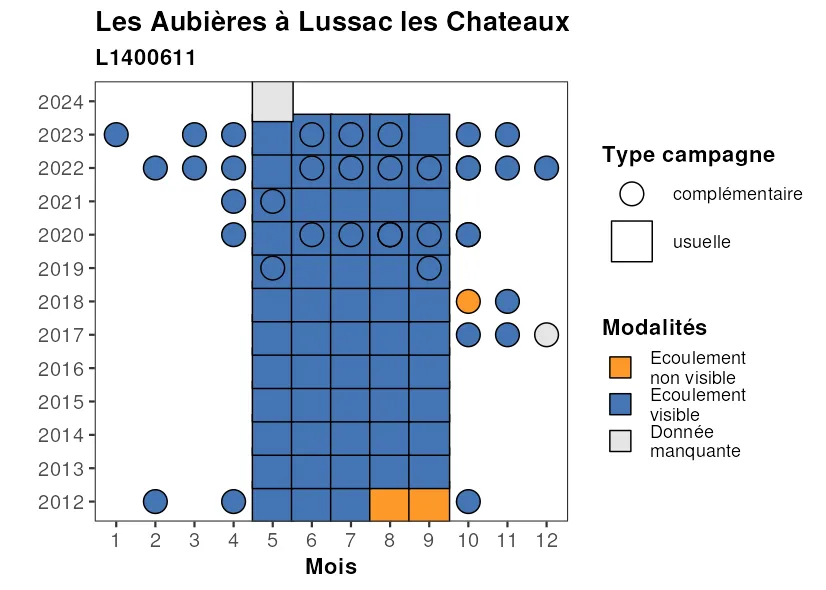 Les Aubières à Lussac les Chateaux
L1400611
2024
2023
2022
2021
2020
2019
2018
2017
2016
2015
2014
2013
2012
1 2 3 4 5 6 7 8 9 10 11 12
Mois
Type campagne
complémentaire
usuelle
Modalités
Ecoulement
non visible
Ecoulement
visible
Donnée
manquante